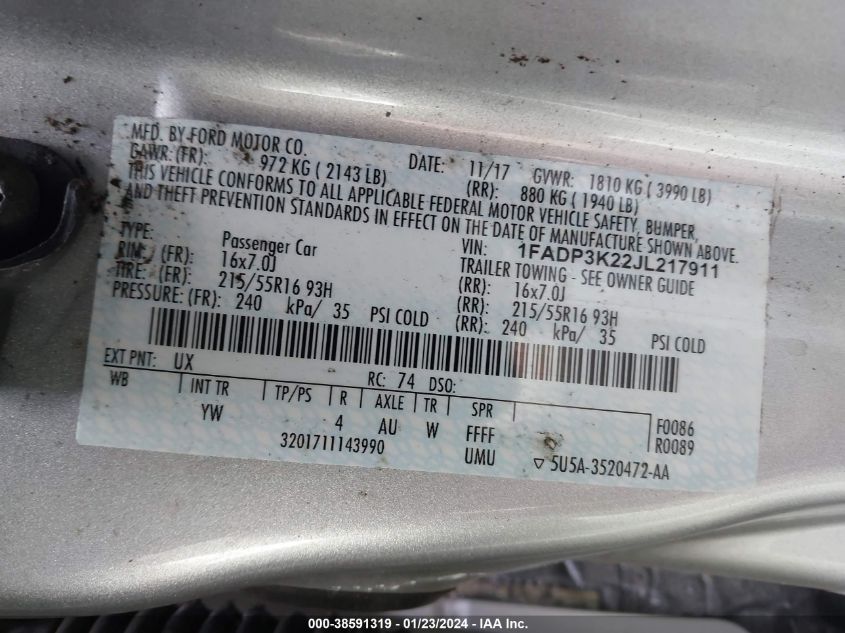 MFD. BY FORD MOTOR CO.
DATE: 11/17 GVWR: 1810 KG ( 3990 LB)
GAWR: (FR): 972 KG ( 2143 LB) (RR): 880 KG ( 1940 LB)
THIS VEHICLE CONFORMS TO ALL APPLICABLE FEDERAL MOTOR VEHICLE SAFETY, BUMPER,
AND THEFT PREVENTION STANDARDS IN EFFECT ON THE DATE OF MANUFACTURE SHOWN ABOVE.
VIN: 1FADP3K22JL217911
TYPE: Passenger Car TRAILER TOWING - SEE OWNER GUIDE
RIM: (FR): 16x7.0J (RR): 16x7.0J
TIRE: (FR): 215/55R16 93H (RR): 215/55R16 93H
PRESSURE: (FR): 240 kPa/ 35 PSI COLD (RR): 240 kPa/ 35 PSI COLD
EXT PNT: UX RC: 74 DSO:
WB INT TR TP/PS R AXLE TR SPR F0086
YW 4 AU W FFFF R0089
3201711143990 UMU ▽ 5U5A-3520472-AA
000-38591319 / 01/23/2024 - IAA Inc.